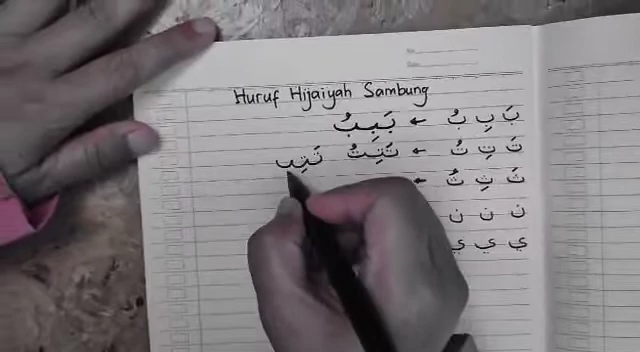 Huruf Hijaiyah Sambung
بَ بِ بُ ← بَبِبُ
تَ تِ تُ ← تَتِتُ
ثَ ثِ ثُ ←
ن ن ن
ي ي ي